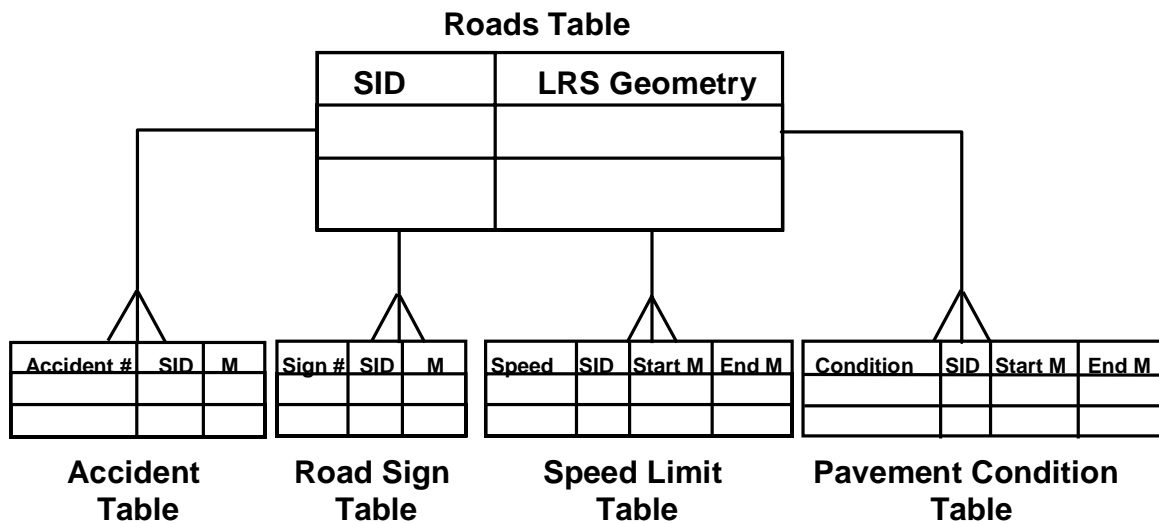 Roads Table
SID LRS Geometry
Accident # SID M
Sign # SID M
Speed SID Start M End M
Condition SID Start M End M
Accident
Table
Road Sign
Table
Speed Limit
Table
Pavement Condition
Table